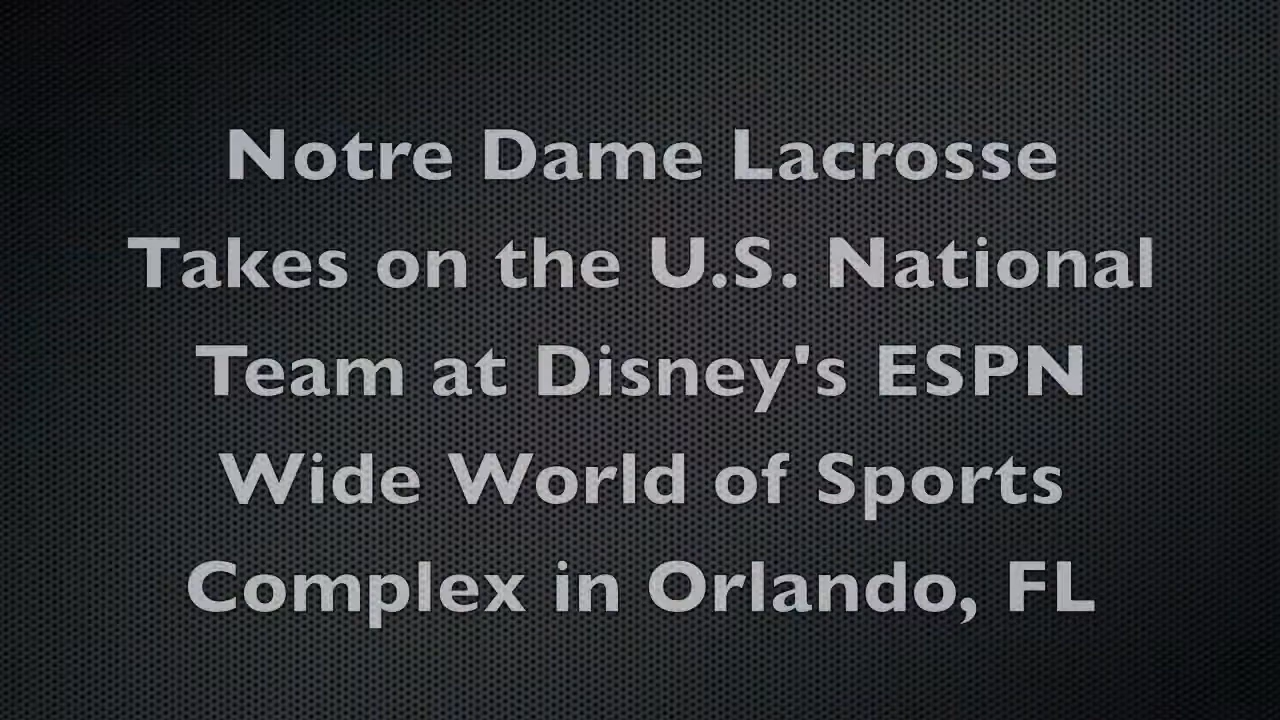 Notre Dame Lacrosse
Takes on the U.S. National
Team at Disney's ESPN
Wide World of Sports
Complex in Orlando, FL